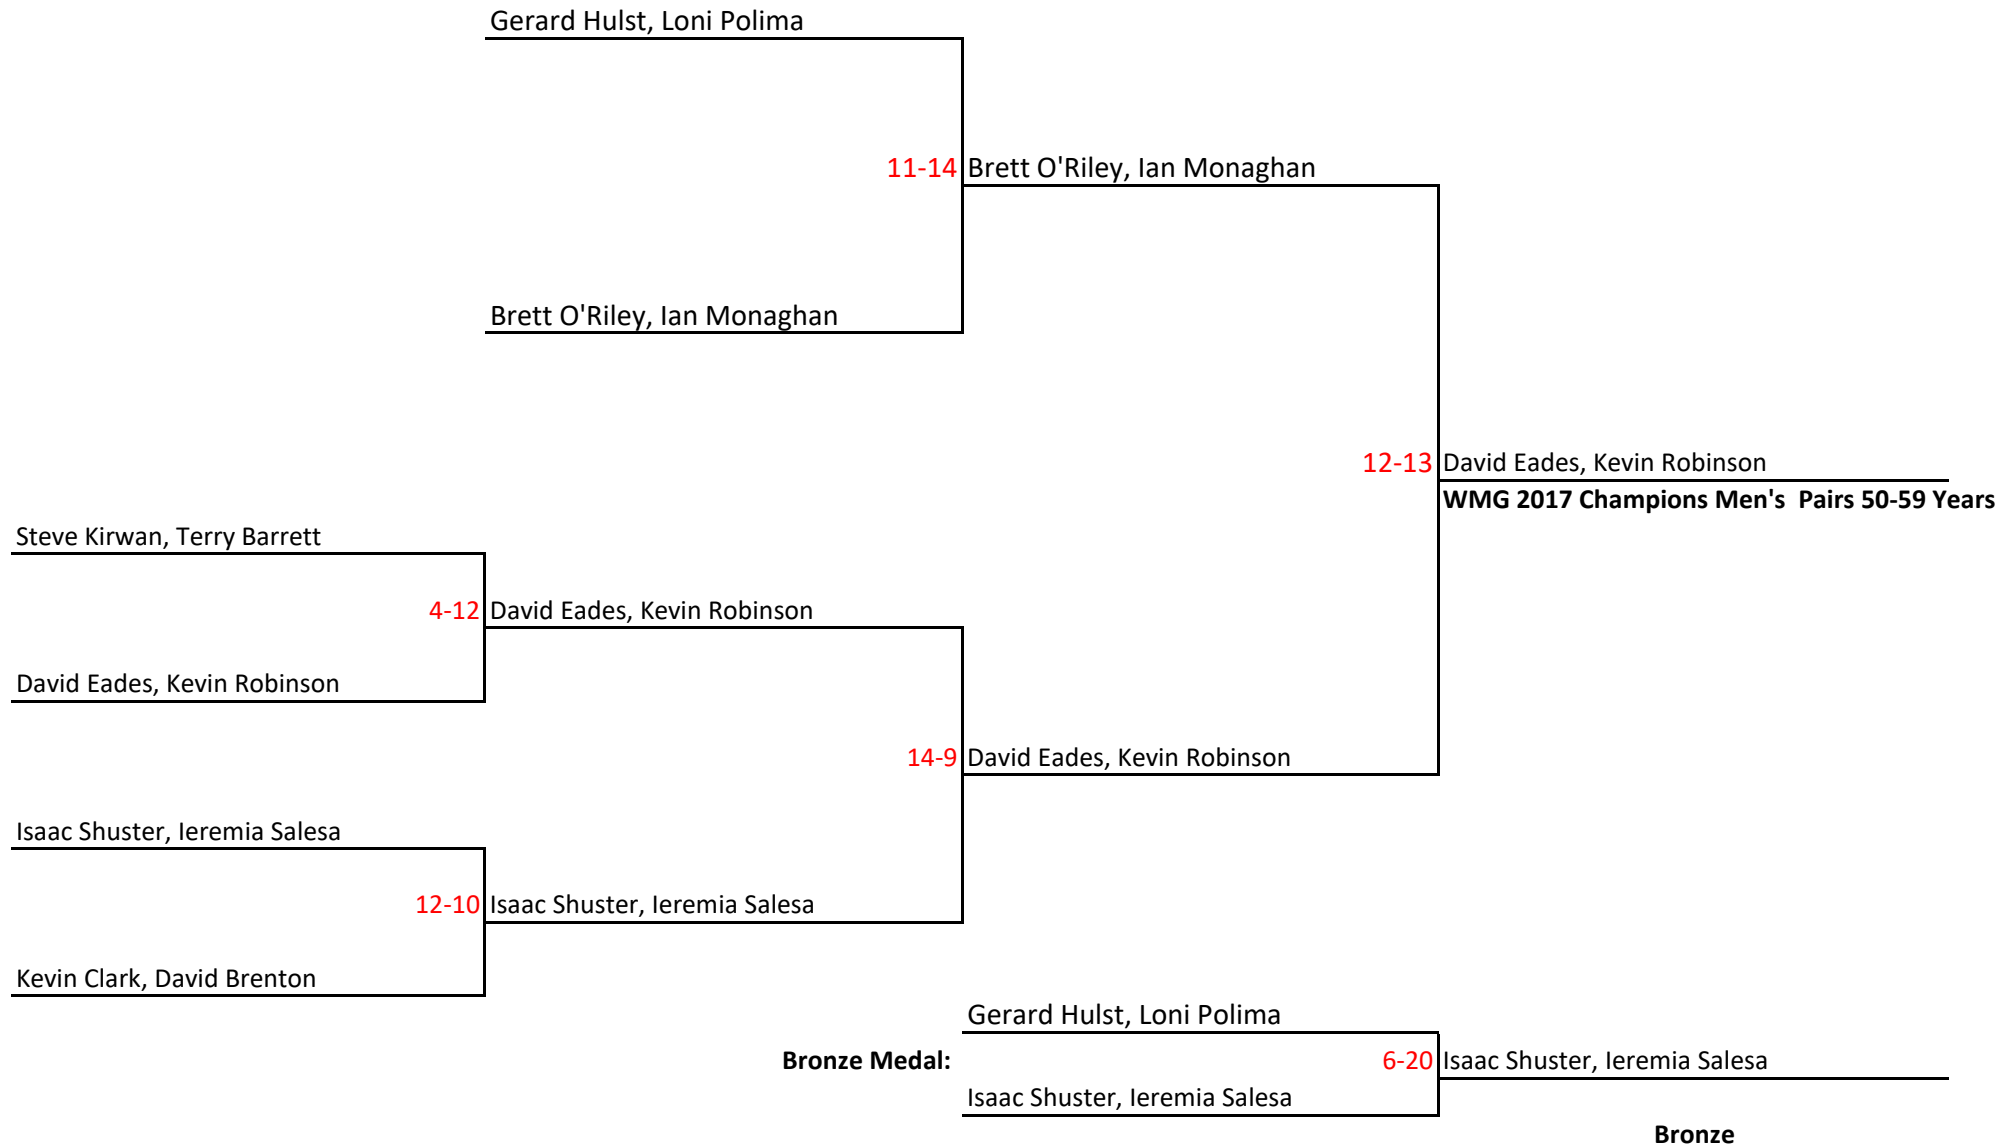 Gerard Hulst, Loni Polima
11-14 Brett O'Riley, Ian Monaghan
Brett O'Riley, Ian Monaghan
12-13 David Eades, Kevin Robinson
WMG 2017 Champions Men's  Pairs 50-59 Years
Steve Kirwan, Terry Barrett
4-12 David Eades, Kevin Robinson
David Eades, Kevin Robinson
14-9 David Eades, Kevin Robinson
Isaac Shuster, Ieremia Salesa
12-10 Isaac Shuster, Ieremia Salesa
Kevin Clark, David Brenton
Gerard Hulst, Loni Polima
Bronze Medal: 6-20 Isaac Shuster, Ieremia Salesa
Isaac Shuster, Ieremia Salesa
Bronze